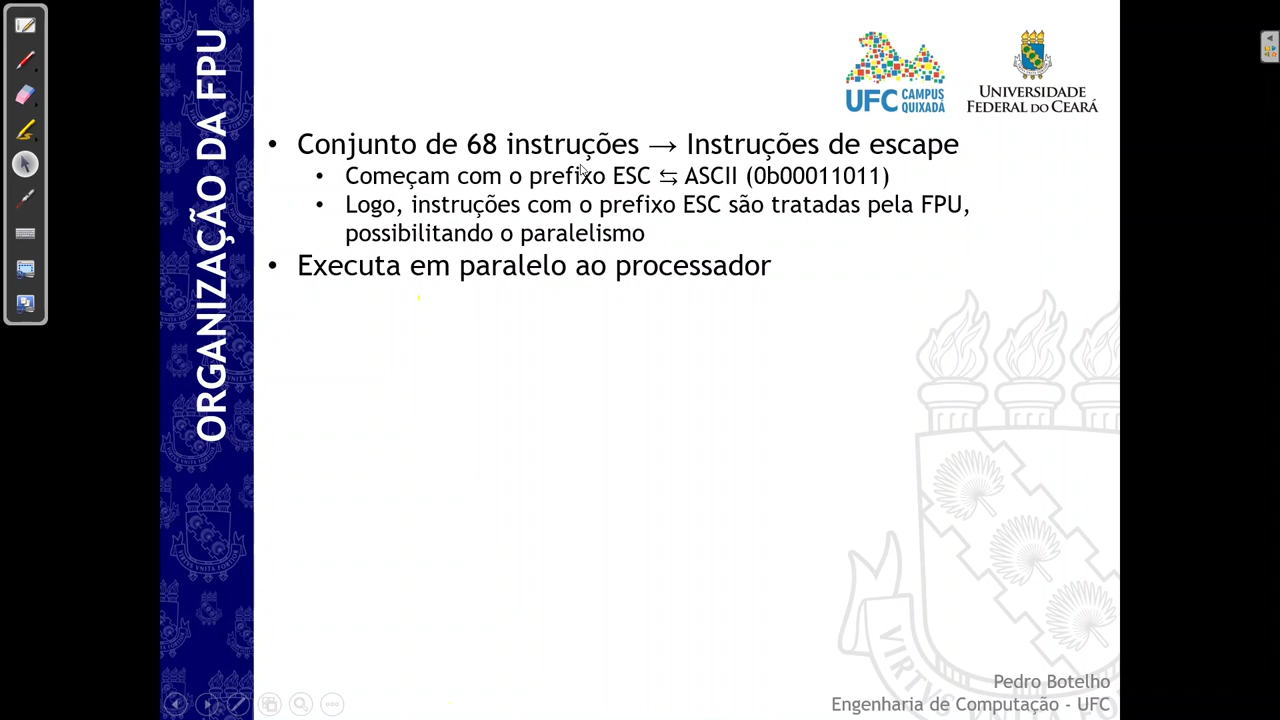 ORGANIZAÇÃO DA FPU
UFC CAMPUS QUIXADÁ
UNIVERSIDADE
FEDERAL DO CEARÁ
• Conjunto de 68 instruções → Instruções de escape
• Começam com o prefixo ESC ⇆ ASCII (0b00011011)
• Logo, instruções com o prefixo ESC são tratadas pela FPU,
possibilitando o paralelismo
• Executa em paralelo ao processador
VIRTVS
Pedro Botelho
Engenharia de Computação - UFC